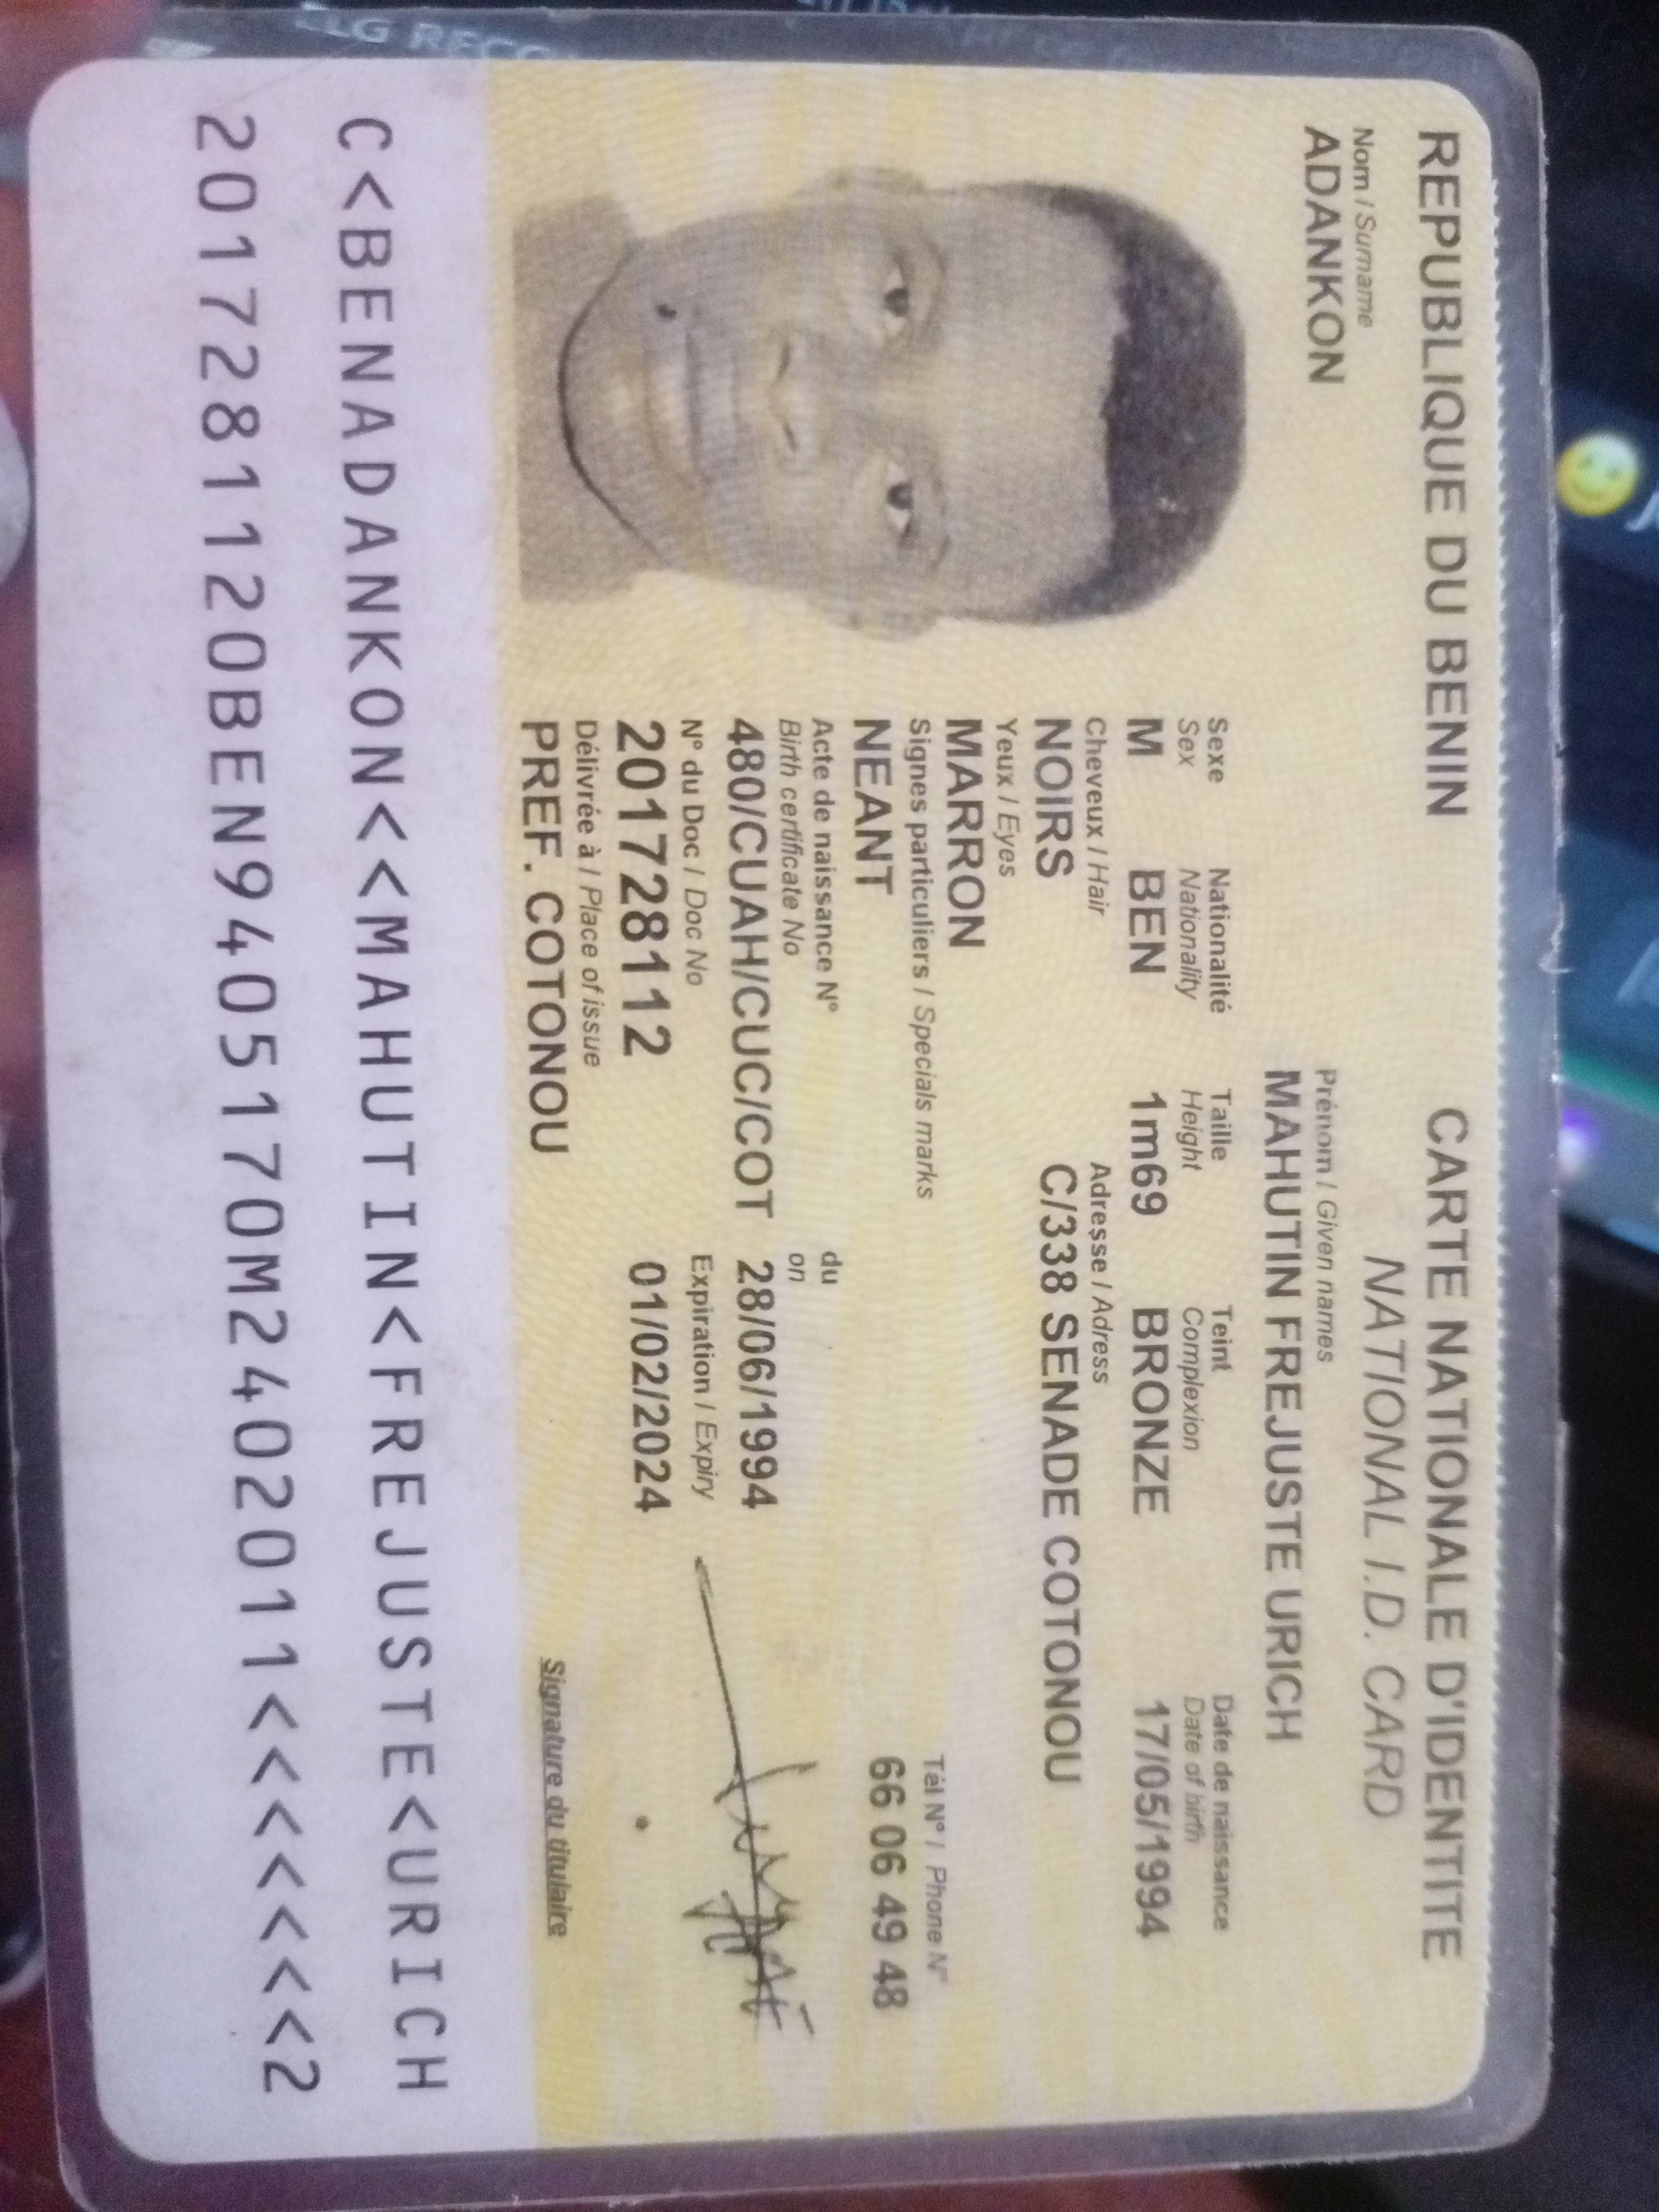 REPUBLIQUE DU BENIN
CARTE NATIONALE D'IDENTITE
NATIONAL I.D. CARD
Nom / Surname
ADANKON
Prénom / Given names
MAHUTIN FREJUSTE URICH
Sexe
Sex
M
Nationalité
Nationality
BEN
Taille
Height
1m69
Teint
Complexion
BRONZE
Date de naissance
Date of birth
17/05/1994
Cheveux / Hair
NOIRS
Adresse / Adress
C/338 SENADE COTONOU
Yeux / Eyes
MARRON
Signes particuliers / Specials marks
NEANT
Tél N° / Phone N°
66 06 49 48
Acte de naissance N°
Birth certificate No
480/CUAH/CUC/COT
du
on
28/06/1994
N° du Doc / Doc No
201728112
Expiration / Expiry
01/02/2024
Délivrée à / Place of issue
PREF. COTONOU
Signature du titulaire
C<BENADANKON<<MAHUTIN<FREJUSTE<URICH
2017281120BEN9405170M2402011<<<<<<<2